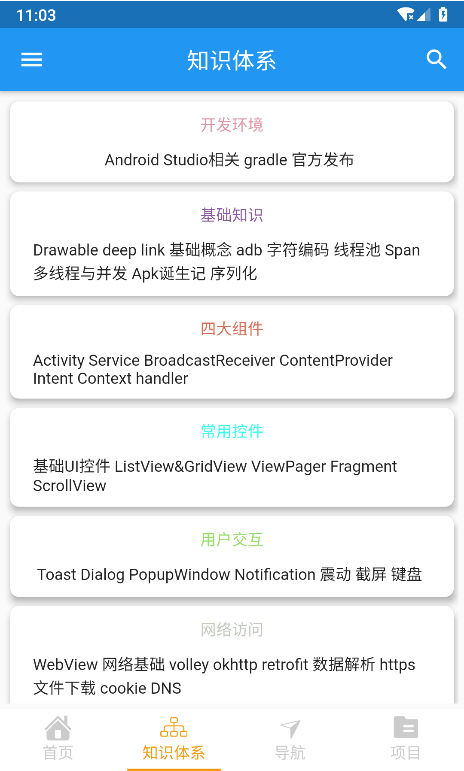 11:03
知识体系
开发环境
Android Studio相关 gradle 官方发布
基础知识
Drawable deep link 基础概念 adb 字符编码 线程池 Span
多线程与并发 Apk诞生记 序列化
四大组件
Activity Service BroadcastReceiver ContentProvider
Intent Context handler
常用控件
基础UI控件 ListView&GridView ViewPager Fragment
ScrollView
用户交互
Toast Dialog PopupWindow Notification 震动 截屏 键盘
网络访问
WebView 网络基础 volley okhttp retrofit 数据解析 https
文件下载 cookie DNS
首页 知识体系 导航 项目